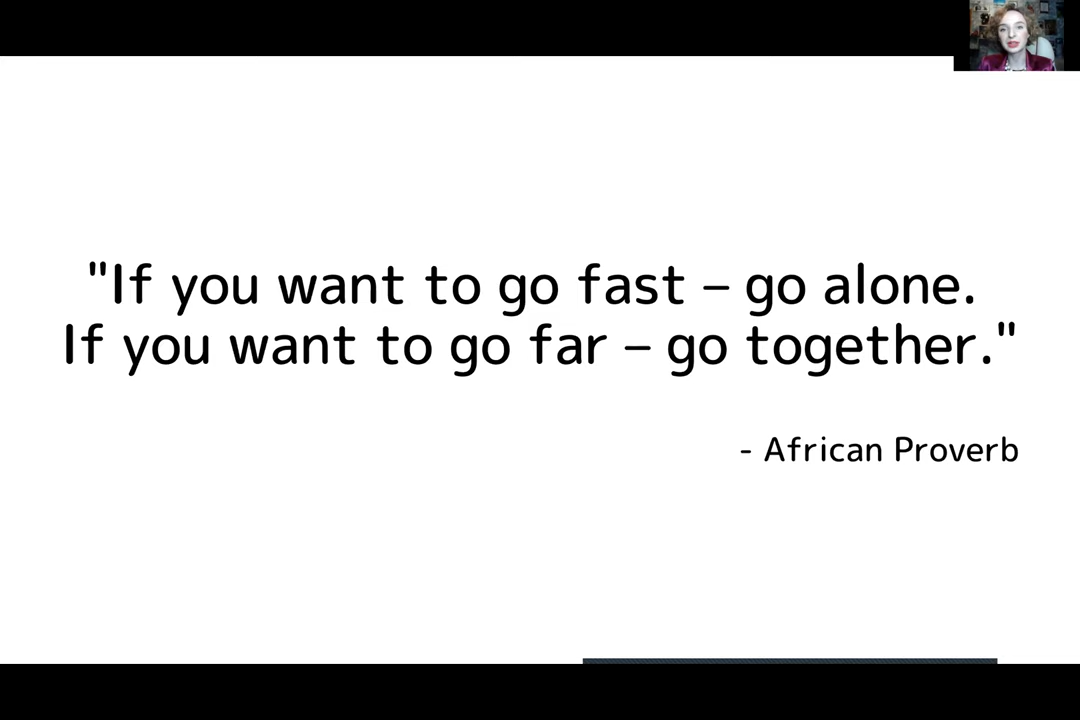 "If you want to go fast – go alone.
If you want to go far – go together."
- African Proverb